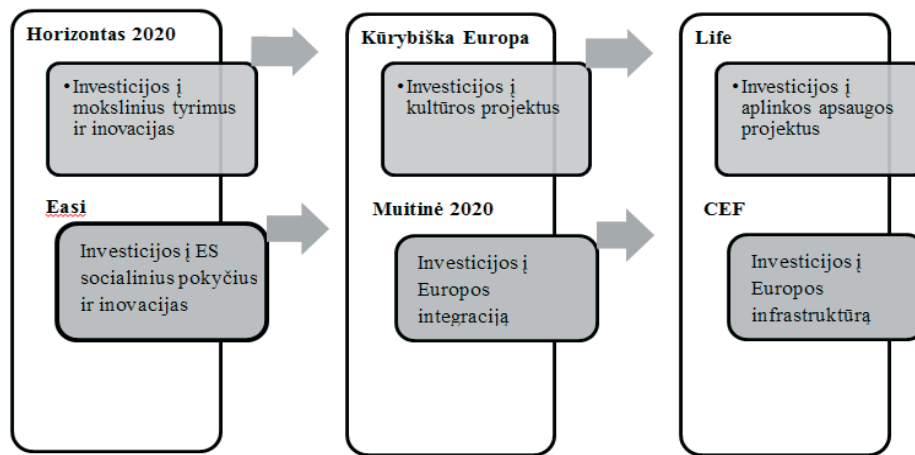 Horizontas 2020
•Investicijos į
mokslinius tyrimus
ir inovacijas
Easi
Investicijos į ES
socialinius pokyčius
ir inovacijas
Kūrybiška Europa
•Investicijos į
kultūros projektus
Muitinė 2020
Investicijos į
Europos
integraciją
Life
•Investicijos į
aplinkos apsaugos
projektus
CEF
Investicijos į
Europos
infrastruktūrą